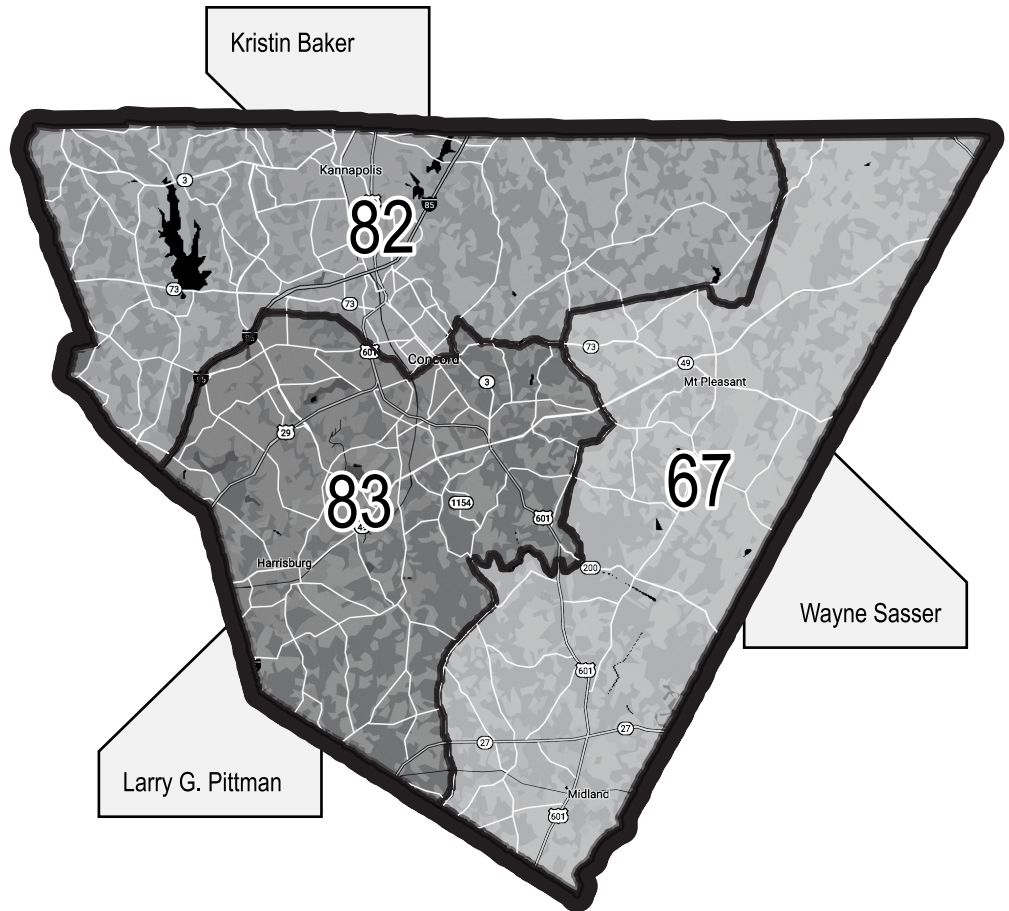 Kristin Baker
Kannapolis
3
85
82
73
73
601
Concord
73
49
3
Mt Pleasant
29
83
67
1154
601
Harrisburg
200
Wayne Sasser
601
27
27
Larry G. Pittman
Midland
601